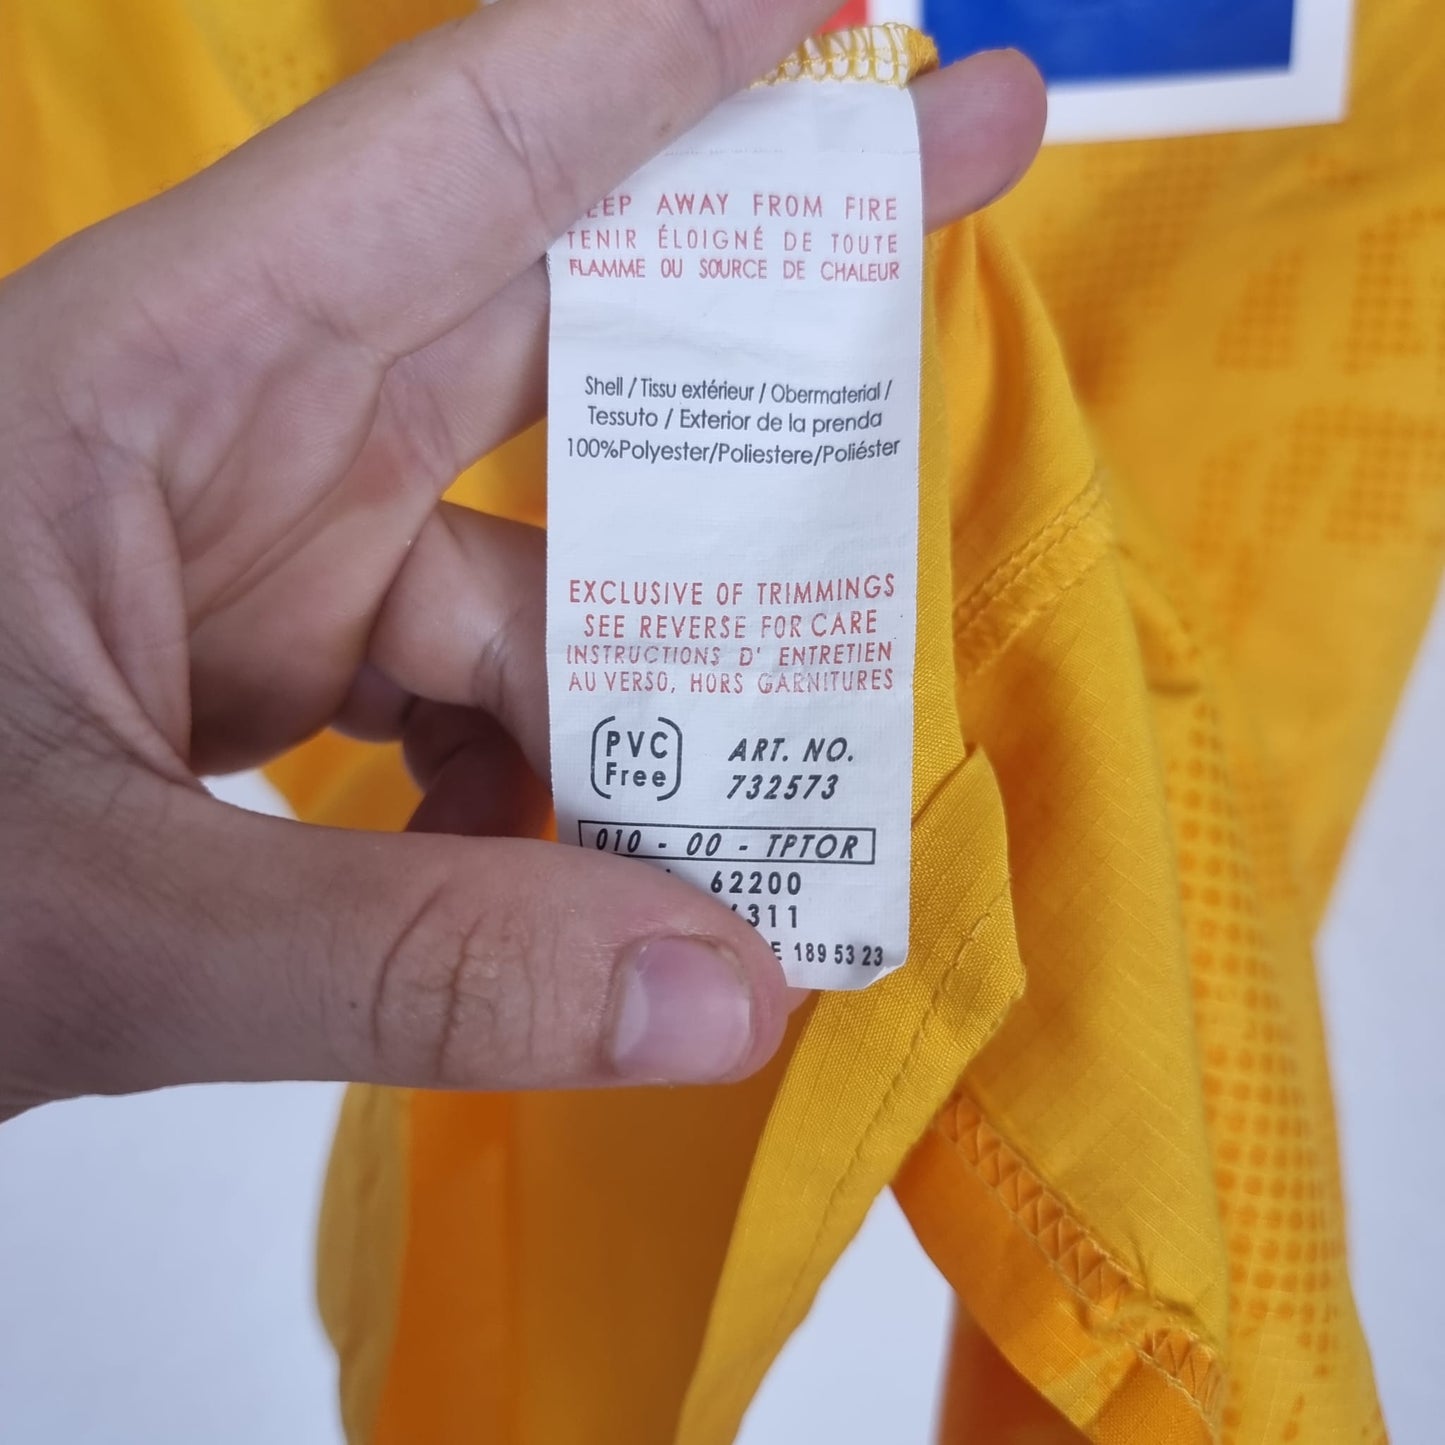 AWAY FROM FIRE
TENIR ÉLOIGNÉ DE TOUTE
FLAMME OU SOURCE DE CHALEUR
Shell / Tissu extérieur / Obermaterial /
Tessuto / Exterior de la prenda
100%Polyester/Poliestere/Poliéster
EXCLUSIVE OF TRIMMINGS
SEE REVERSE FOR CARE
INSTRUCTIONS D' ENTRETIEN
AU VERSO, HORS GARNITURES
PVC
Free
ART. NO.
732573
010 - 00 - TPTOR
62200
189 53 23